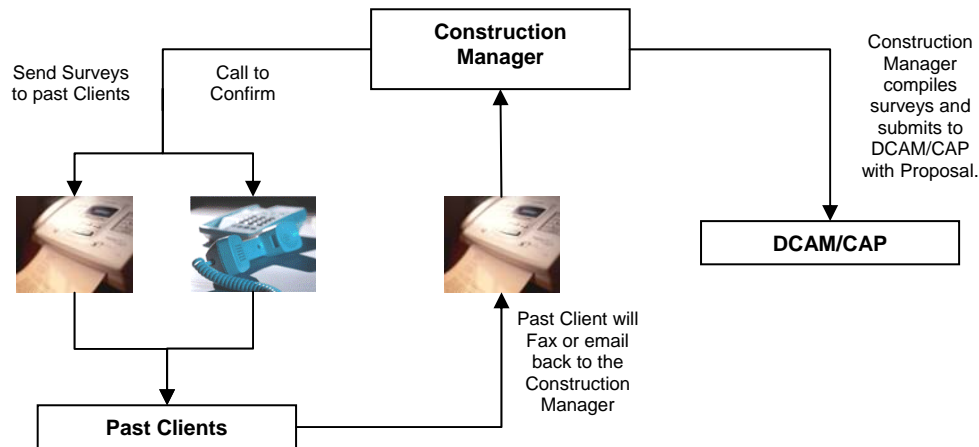 Construction
Manager
Send Surveys
to past Clients
Call to
Confirm
Construction
Manager
compiles
surveys and
submits to
DCAM/CAP
with Proposal.
DCAM/CAP
Past Client will
Fax or email
back to the
Construction
Manager
Past Clients